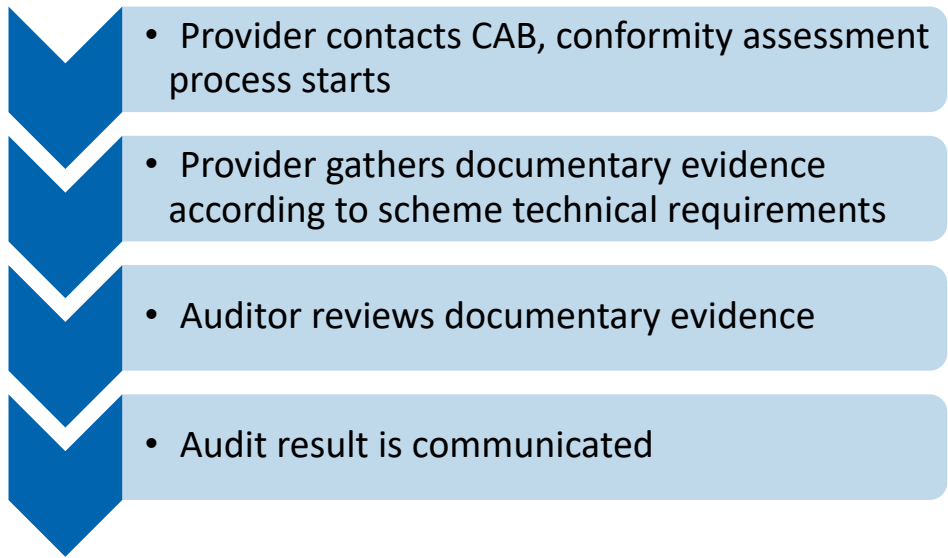 • Provider contacts CAB, conformity assessment
process starts
• Provider gathers documentary evidence
according to scheme technical requirements
• Auditor reviews documentary evidence
• Audit result is communicated